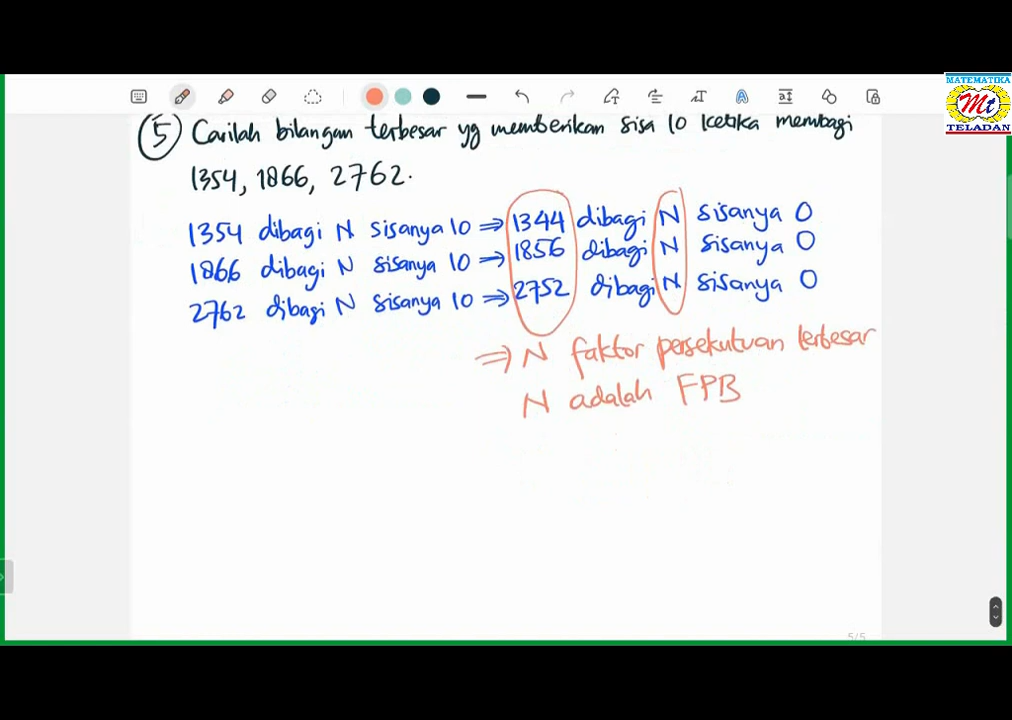 MATEMATIKA
Mt
TELADAN
5 Carilah bilangan terbesar yg memberikan sisa 10 ketika membagi
1354, 1866, 2762.
1354 dibagi N sisanya 10 ⇒ 1344 dibagi N sisanya 0
1866 dibagi N sisanya 10 ⇒ 1856 dibagi N sisanya 0
2762 dibagi N sisanya 10 ⇒ 2752 dibagi N sisanya 0
⇒ N faktor persekutuan terbesar
N adalah FPB
5/5